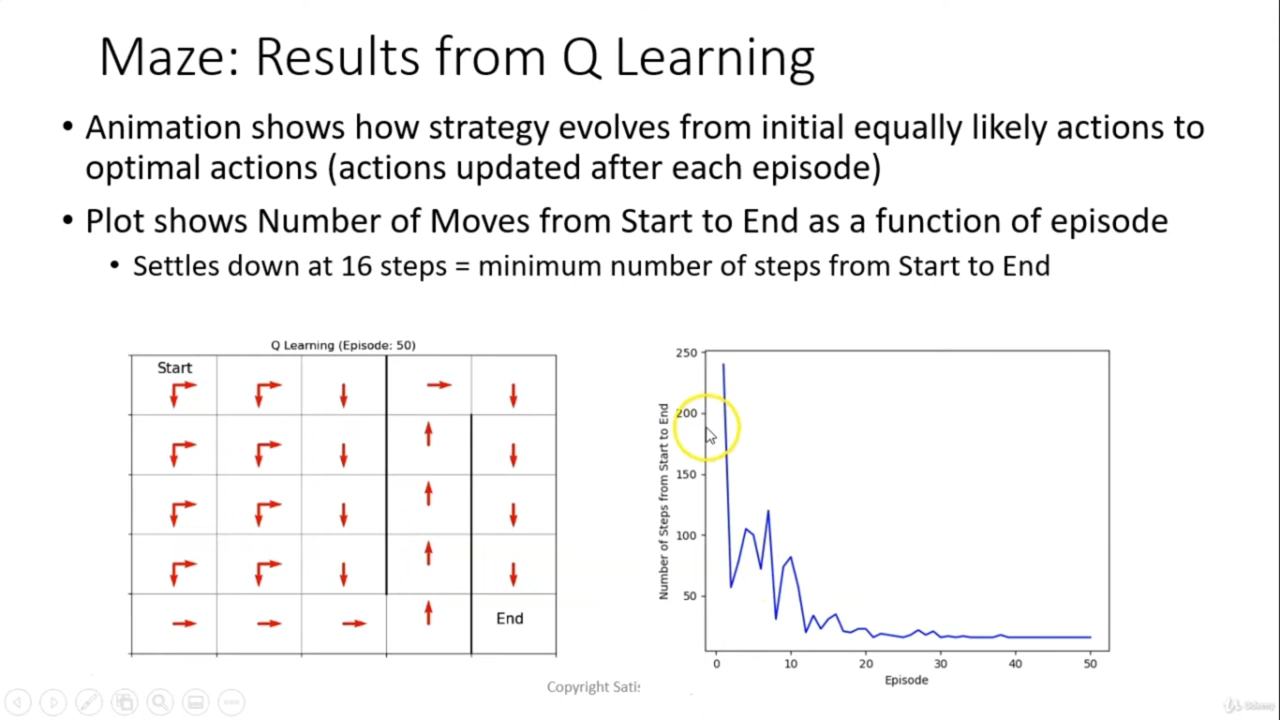 Maze: Results from Q Learning
• Animation shows how strategy evolves from initial equally likely actions to
optimal actions (actions updated after each episode)
• Plot shows Number of Moves from Start to End as a function of episode
• Settles down at 16 steps = minimum number of steps from Start to End
Q Learning (Episode: 50)
Start
End
Number of Steps from Start to End
250
200
150
100
50
0 10 20 30 40 50
Episode
Copyright Satis
Udemy